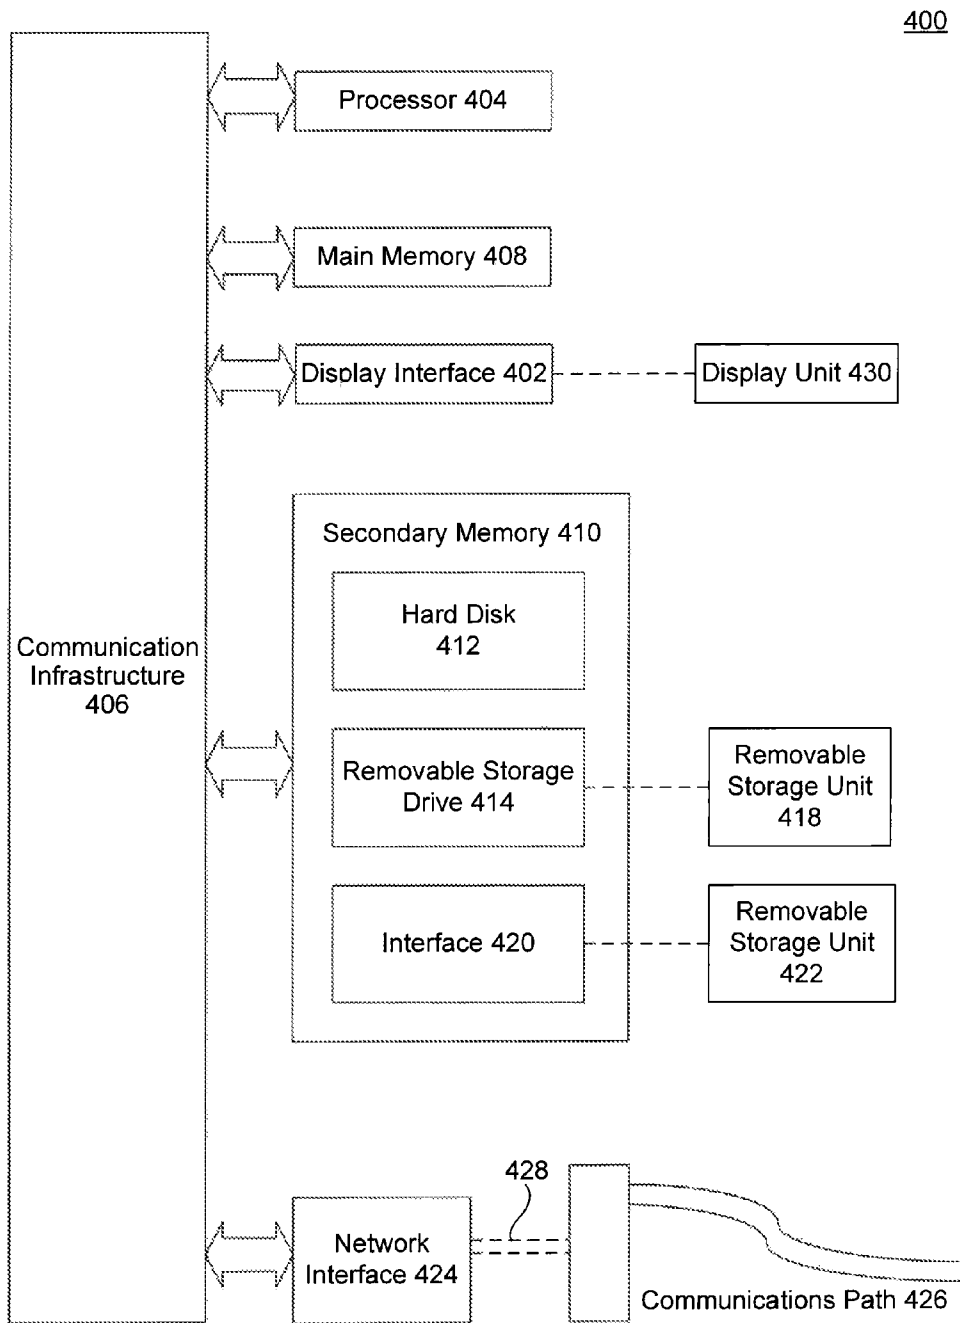 400
Processor 404
Main Memory 408
Display Interface 402
Display Unit 430
Secondary Memory 410
Hard Disk
412
Communication
Infrastructure
406
Removable Storage
Drive 414
Removable
Storage Unit
418
Interface 420
Removable
Storage Unit
422
428
Network
Interface 424
Communications Path 426